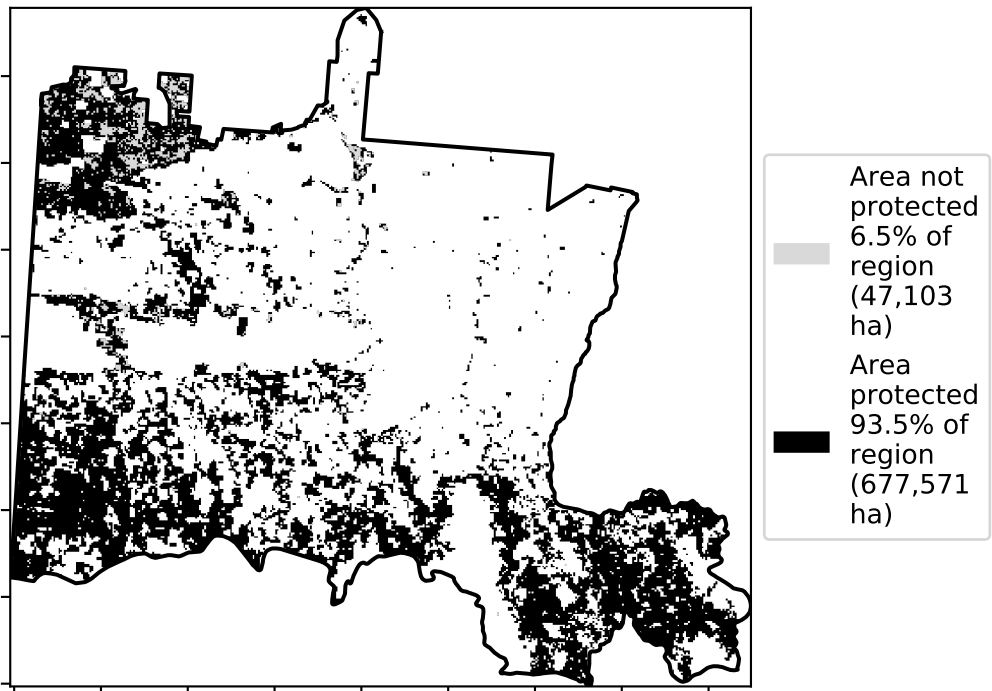 Area not
protected
6.5% of
region
(47,103
ha)
Area
protected
93.5% of
region
(677,571
ha)